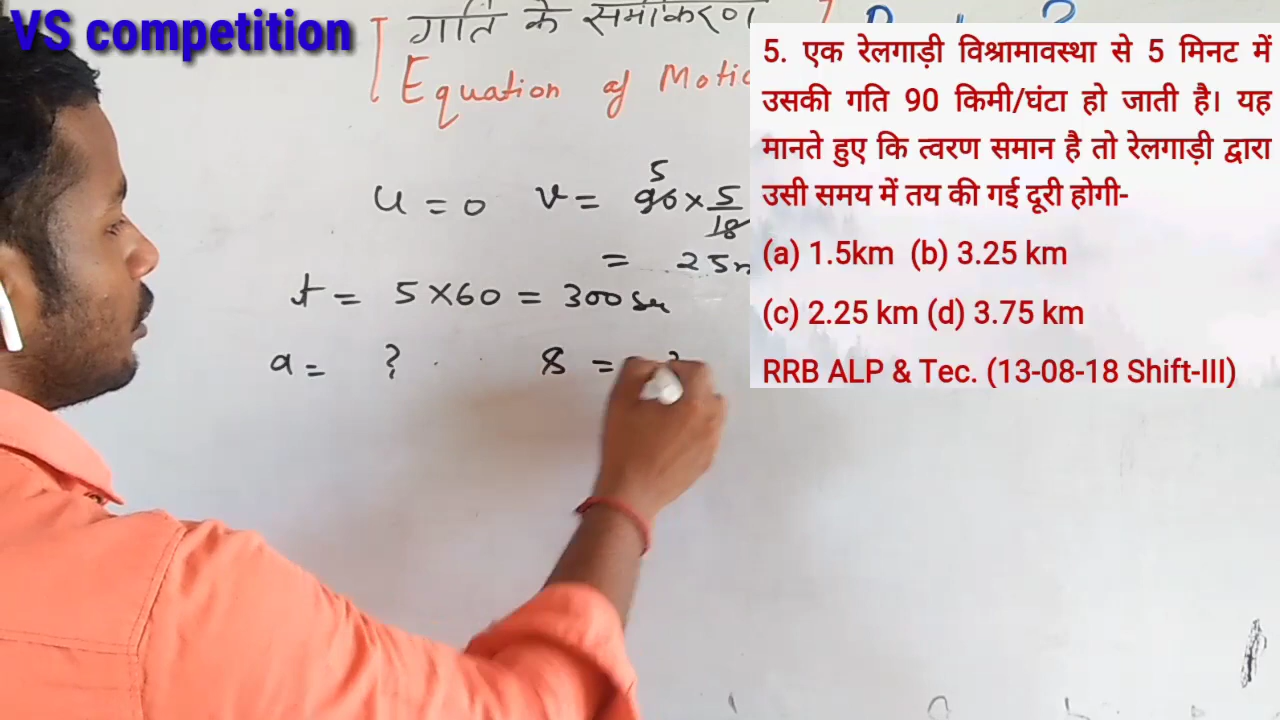 VS competition
गति के समीकरण
Equation of Motio
u = 0 v = 90 × 5/18
5
= 25m
t = 5×60 = 300 sec
a = ? s = ?
5. एक रेलगाड़ी विश्रामावस्था से 5 मिनट में
उसकी गति 90 किमी/घंटा हो जाती है। यह
मानते हुए कि त्वरण समान है तो रेलगाड़ी द्वारा
उसी समय में तय की गई दूरी होगी-
(a) 1.5km (b) 3.25 km
(c) 2.25 km (d) 3.75 km
RRB ALP & Tec. (13-08-18 Shift-III)